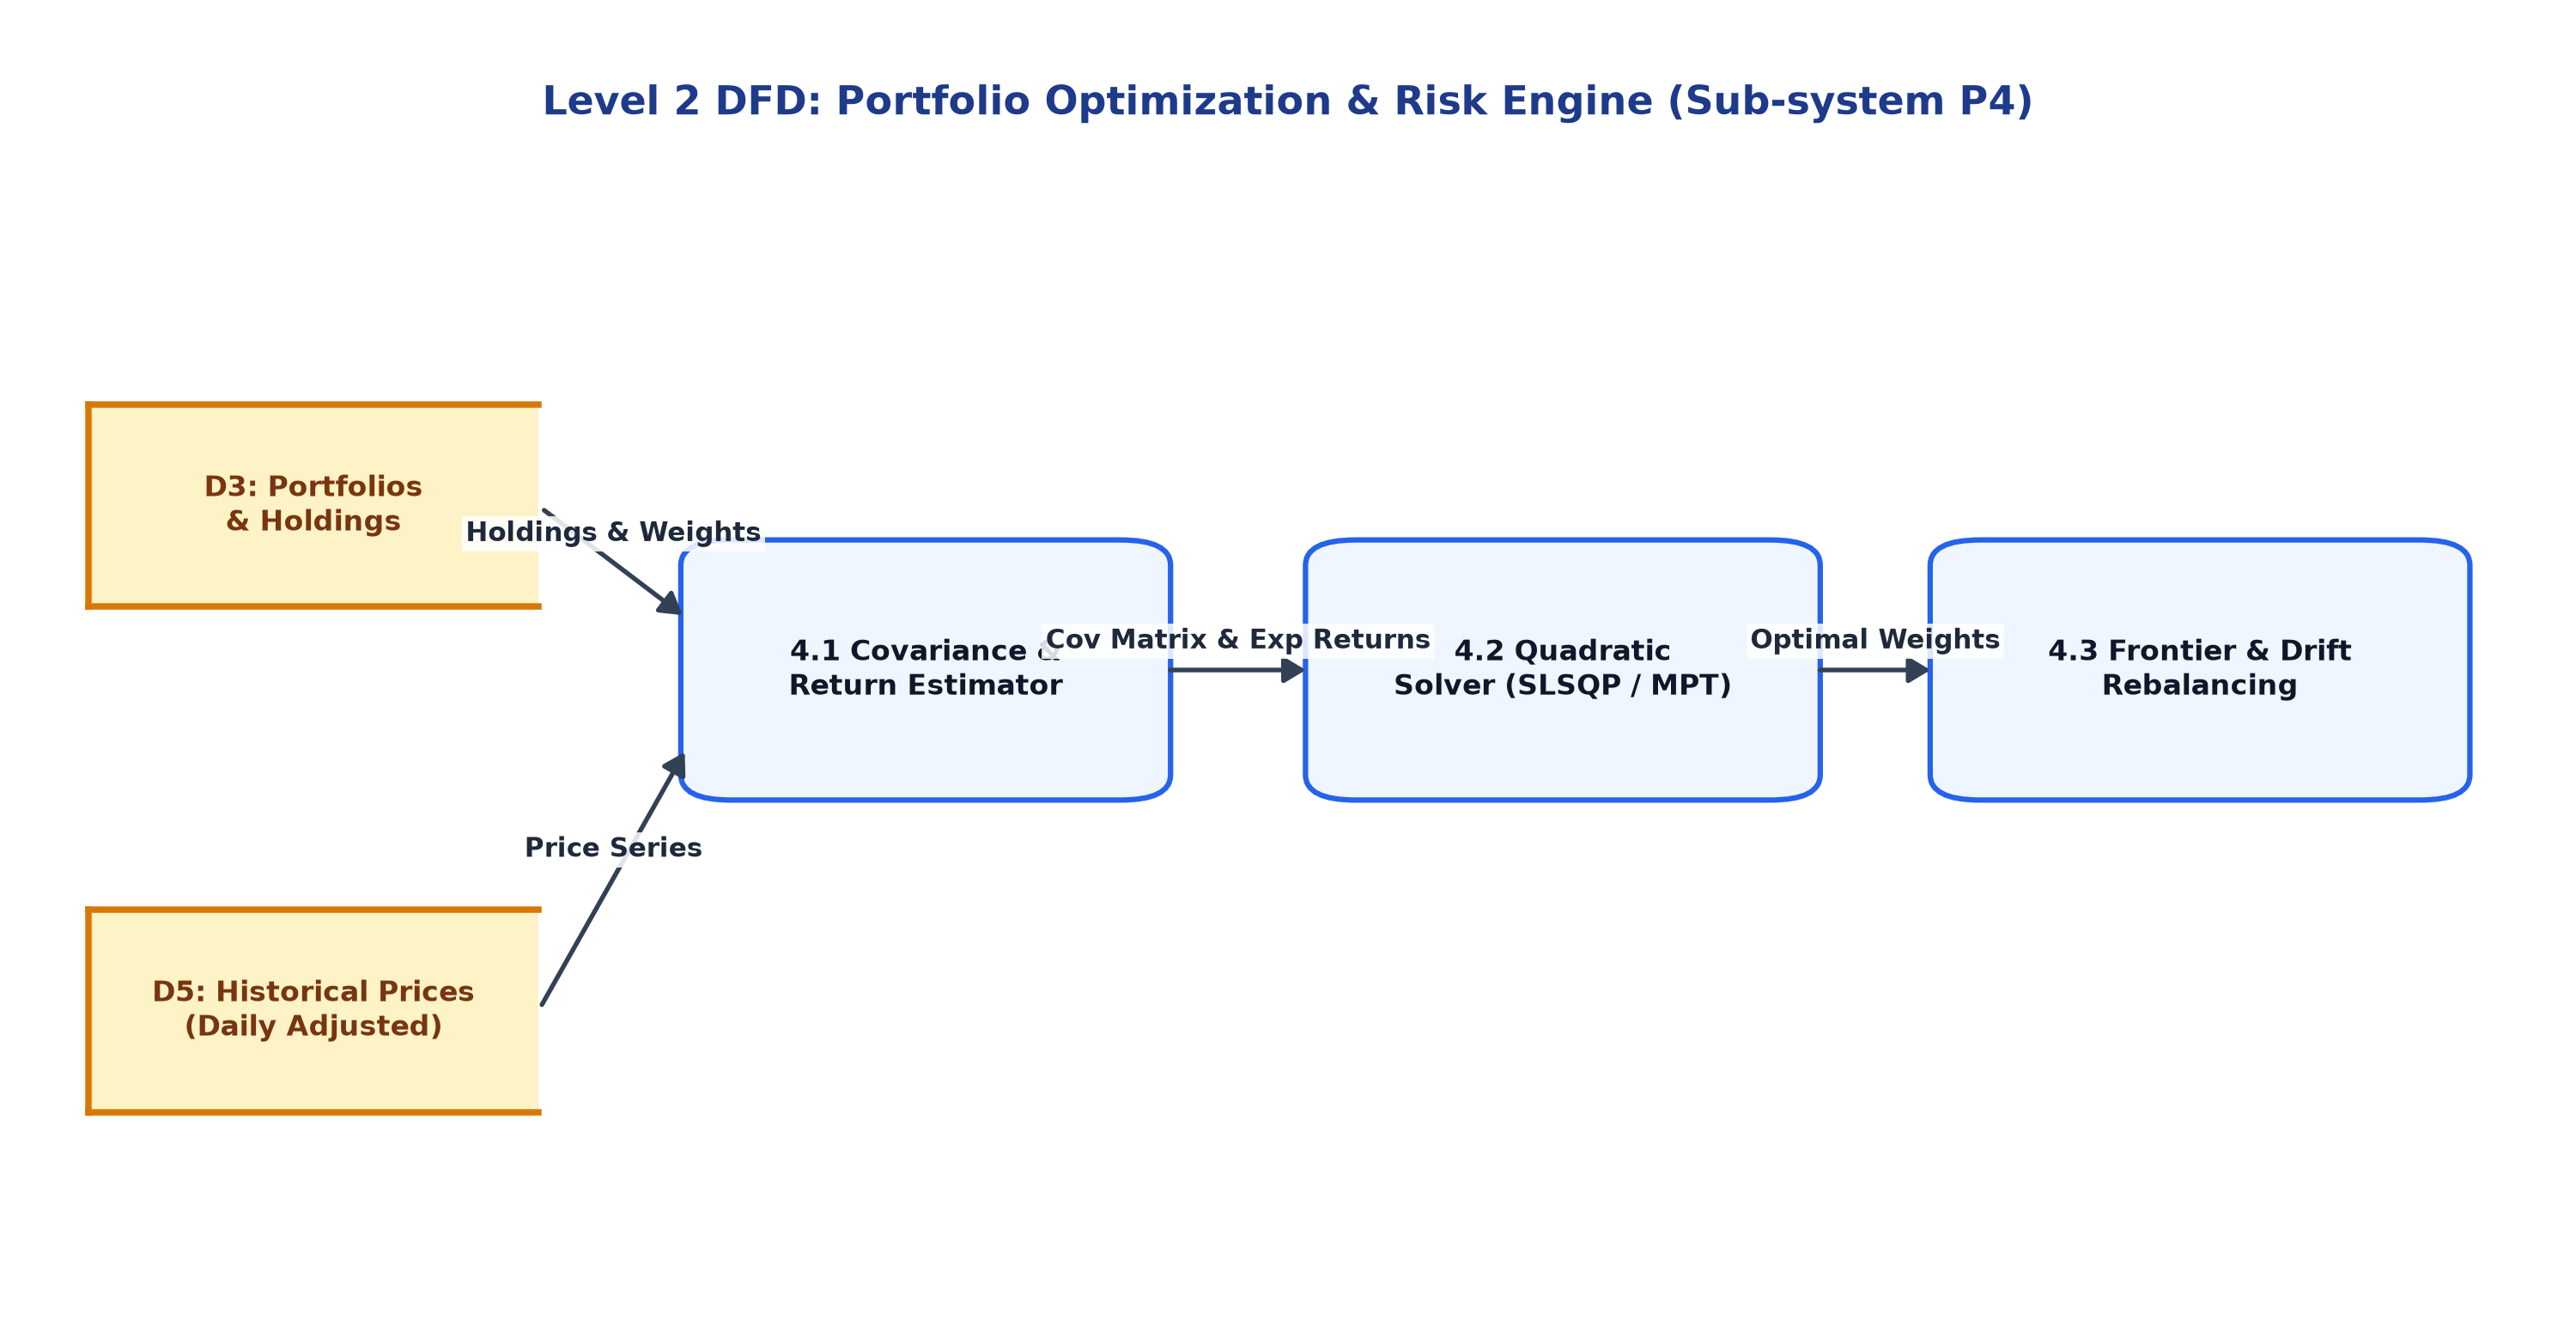 Level 2 DFD: Portfolio Optimization & Risk Engine (Sub-system P4)
D3: Portfolios
& Holdings
Holdings & Weights
4.1 Covariance &
Return Estimator
Cov Matrix & Exp Returns
4.2 Quadratic
Solver (SLSQP / MPT)
Optimal Weights
4.3 Frontier & Drift
Rebalancing
Price Series
D5: Historical Prices
(Daily Adjusted)